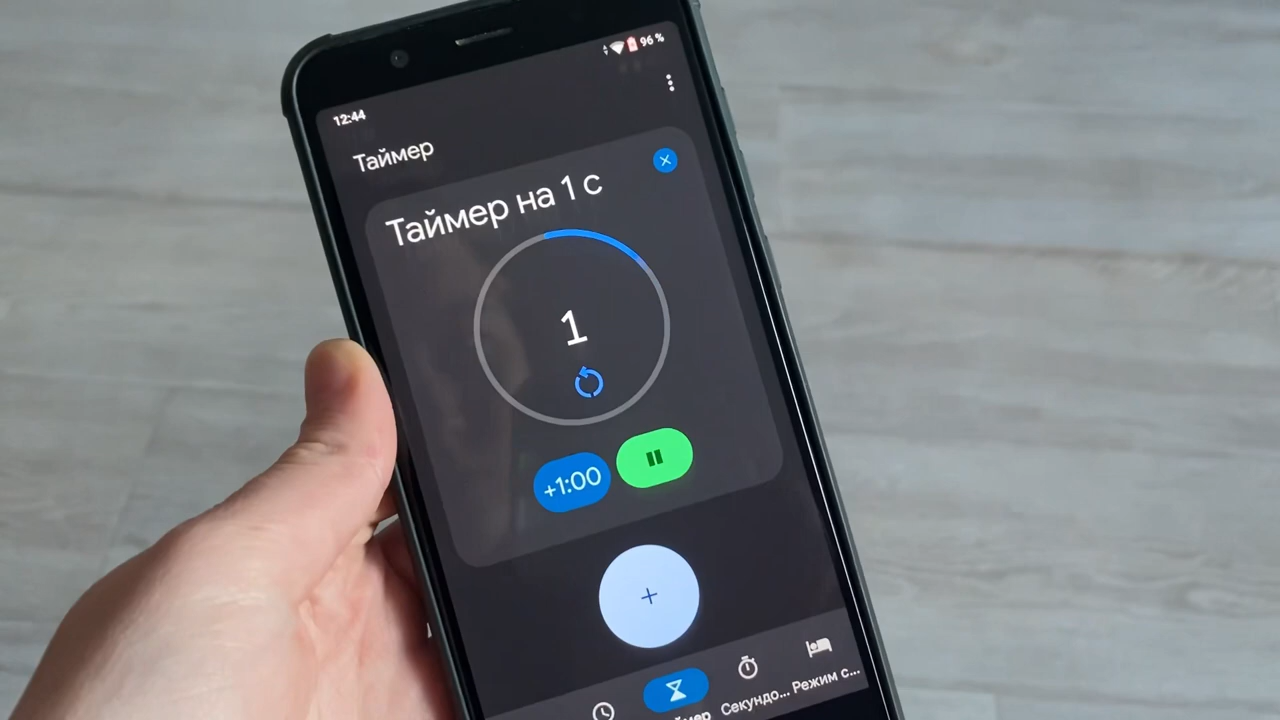 96 %
12:44
Таймер
Таймер на 1 с
1
+1:00
Секундо... Режим с...